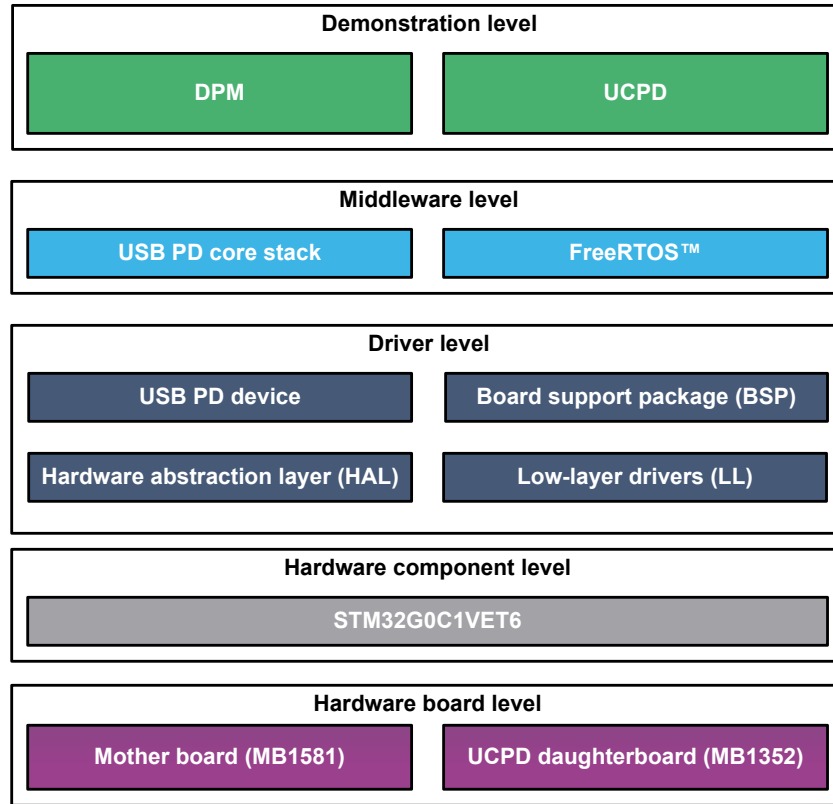 Demonstration level
DPM
UCPD
Middleware level
USB PD core stack
FreeRTOS™
Driver level
USB PD device
Board support package (BSP)
Hardware abstraction layer (HAL)
Low-layer drivers (LL)
Hardware component level
STM32G0C1VET6
Hardware board level
Mother board (MB1581)
UCPD daughterboard (MB1352)